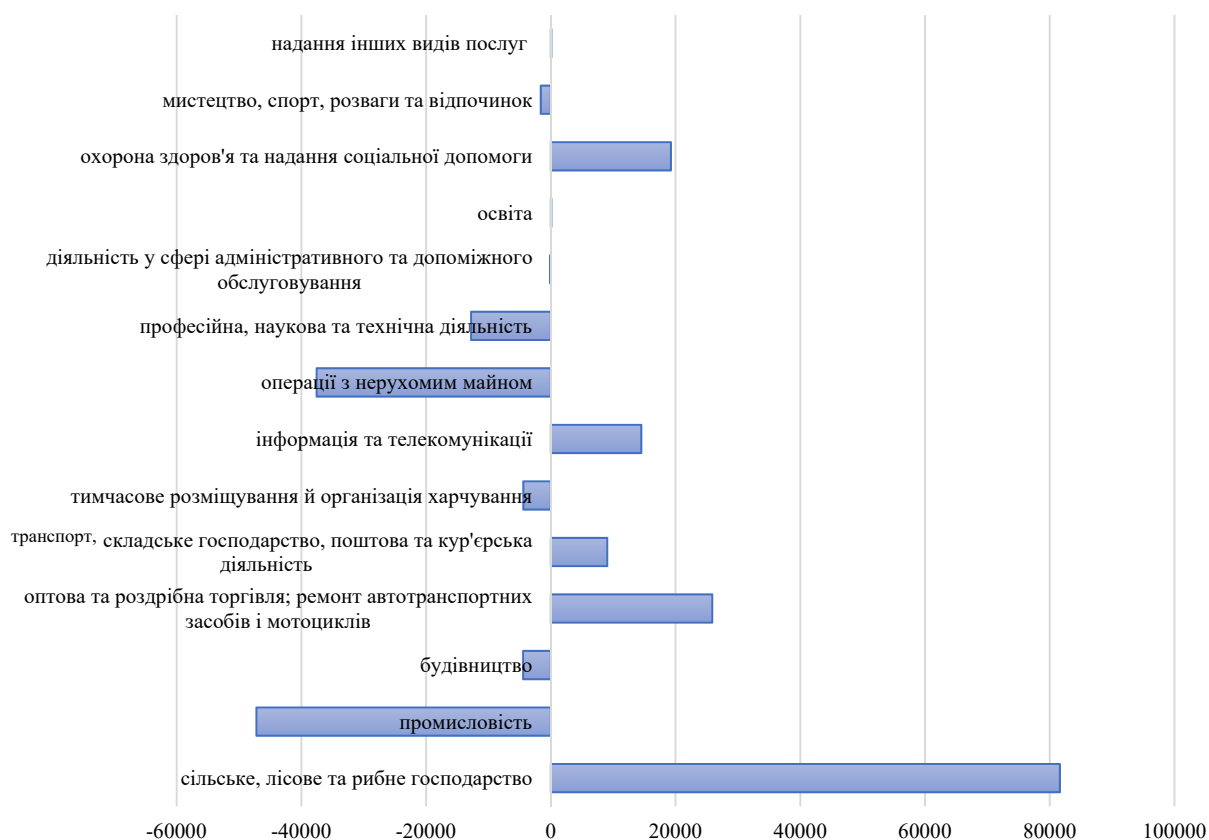 надання інших видів послуг
мистецтво, спорт, розваги та відпочинок
охорона здоров'я та надання соціальної допомоги
освіта
діяльність у сфері адміністративного та допоміжного
обслуговування
професійна, наукова та технічна діяльність
операції з нерухомим майном
інформація та телекомунікації
тимчасове розміщування й організація харчування
транспорт, складське господарство, поштова та кур'єрська
діяльність
оптова та роздрібна торгівля; ремонт автотранспортних
засобів і мотоциклів
будівництво
промисловість
сільське, лісове та рибне господарство
-60000 -40000 -20000 0 20000 40000 60000 80000 100000